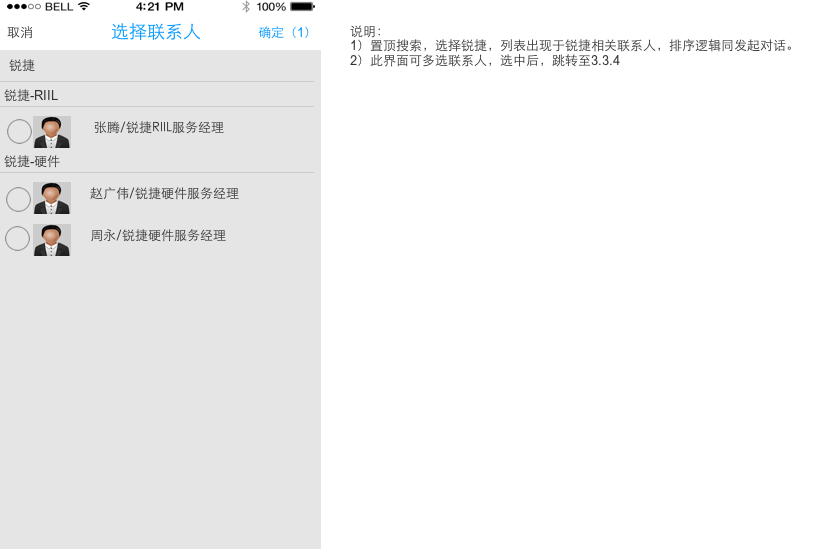 BELL 4:21 PM 100%
取消 选择联系人 确定（1）
锐捷
锐捷-RIIL
张腾/锐捷RIIL服务经理
锐捷-硬件
赵广伟/锐捷硬件服务经理
周永/锐捷硬件服务经理
说明：
1）置顶搜索，选择锐捷，列表出现于锐捷相关联系人，排序逻辑同发起对话。
2）此界面可多选联系人，选中后，跳转至3.3.4